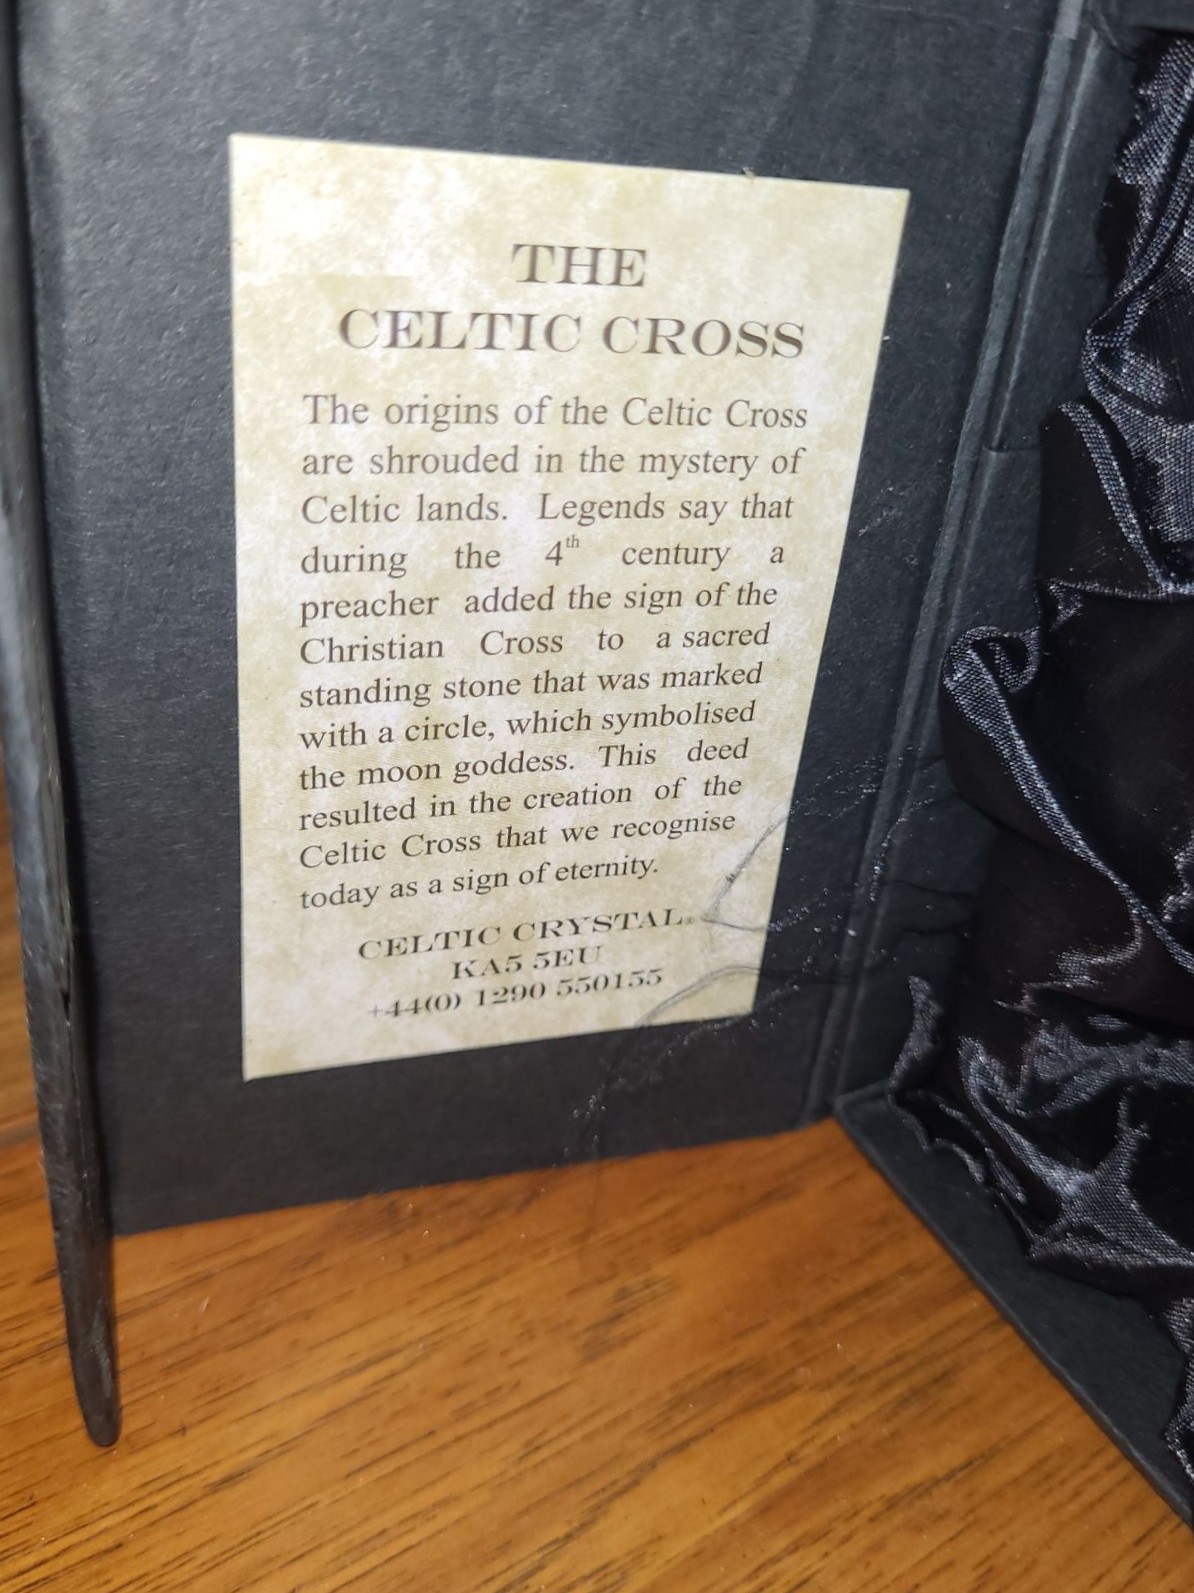 THE
CELTIC CROSS
The origins of the Celtic Cross
are shrouded in the mystery of
Celtic lands. Legends say that
during the 4th century a
preacher added the sign of the
Christian Cross to a sacred
standing stone that was marked
with a circle, which symbolised
the moon goddess. This deed
resulted in the creation of the
Celtic Cross that we recognise
today as a sign of eternity.
CELTIC CRYSTAL®
KA5 5EU
+44(0) 1290 550155